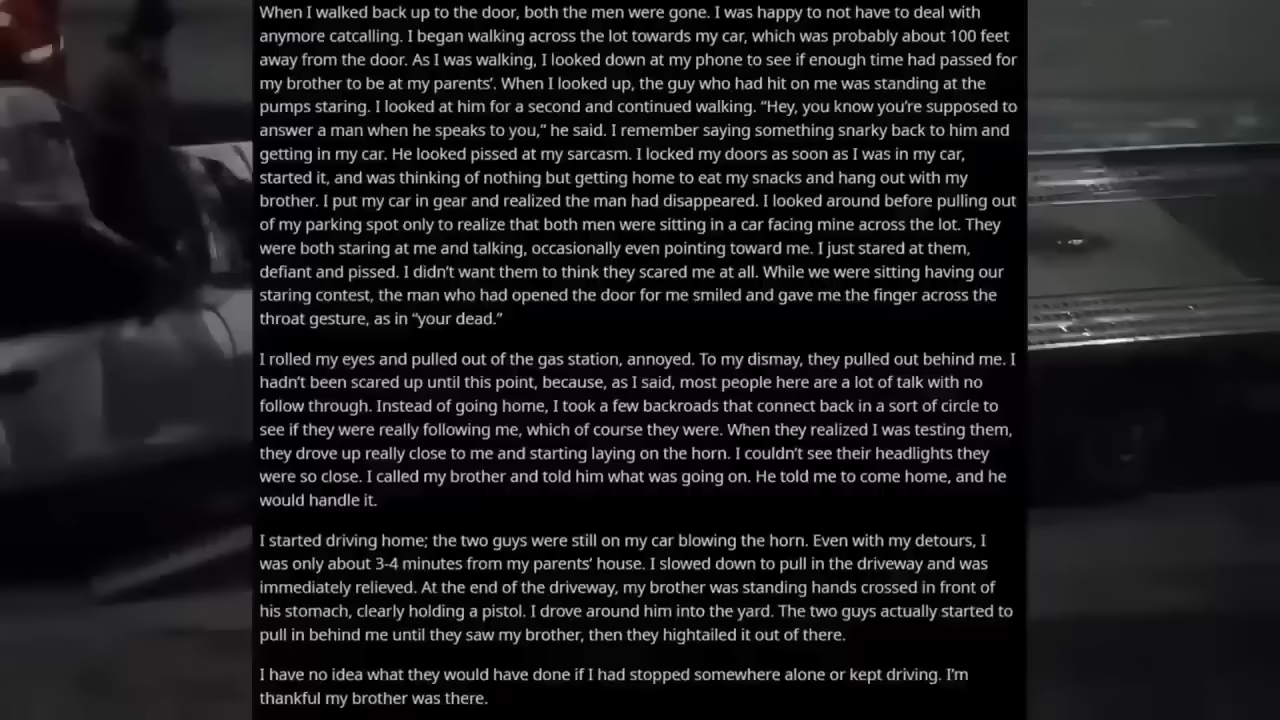 When I walked back up to the door, both the men were gone. I was happy to not have to deal with
anymore catcalling. I began walking across the lot towards my car, which was probably about 100 feet
away from the door. As I was walking, I looked down at my phone to see if enough time had passed for
my brother to be at my parents’. When I looked up, the guy who had hit on me was standing at the
pumps staring. I looked at him for a second and continued walking. “Hey, you know you’re supposed to
answer a man when he speaks to you,” he said. I remember saying something snarky back to him and
getting in my car. He looked pissed at my sarcasm. I locked my doors as soon as I was in my car,
started it, and was thinking of nothing but getting home to eat my snacks and hang out with my
brother. I put my car in gear and realized the man had disappeared. I looked around before pulling out
of my parking spot only to realize that both men were sitting in a car facing mine across the lot. They
were both staring at me and talking, occasionally even pointing toward me. I just stared at them,
defiant and pissed. I didn’t want them to think they scared me at all. While we were sitting having our
staring contest, the man who had opened the door for me smiled and gave me the finger across the
throat gesture, as in “your dead.”
I rolled my eyes and pulled out of the gas station, annoyed. To my dismay, they pulled out behind me. I
hadn’t been scared up until this point, because, as I said, most people here are a lot of talk with no
follow through. Instead of going home, I took a few backroads that connect back in a sort of circle to
see if they were really following me, which of course they were. When they realized I was testing them,
they drove up really close to me and starting laying on the horn. I couldn’t see their headlights they
were so close. I called my brother and told him what was going on. He told me to come home, and he
would handle it.
I started driving home; the two guys were still on my car blowing the horn. Even with my detours, I
was only about 3-4 minutes from my parents’ house. I slowed down to pull in the driveway and was
immediately relieved. At the end of the driveway, my brother was standing hands crossed in front of
his stomach, clearly holding a pistol. I drove around him into the yard. The two guys actually started to
pull in behind me until they saw my brother, then they hightailed it out of there.
I have no idea what they would have done if I had stopped somewhere alone or kept driving. I’m
thankful my brother was there.